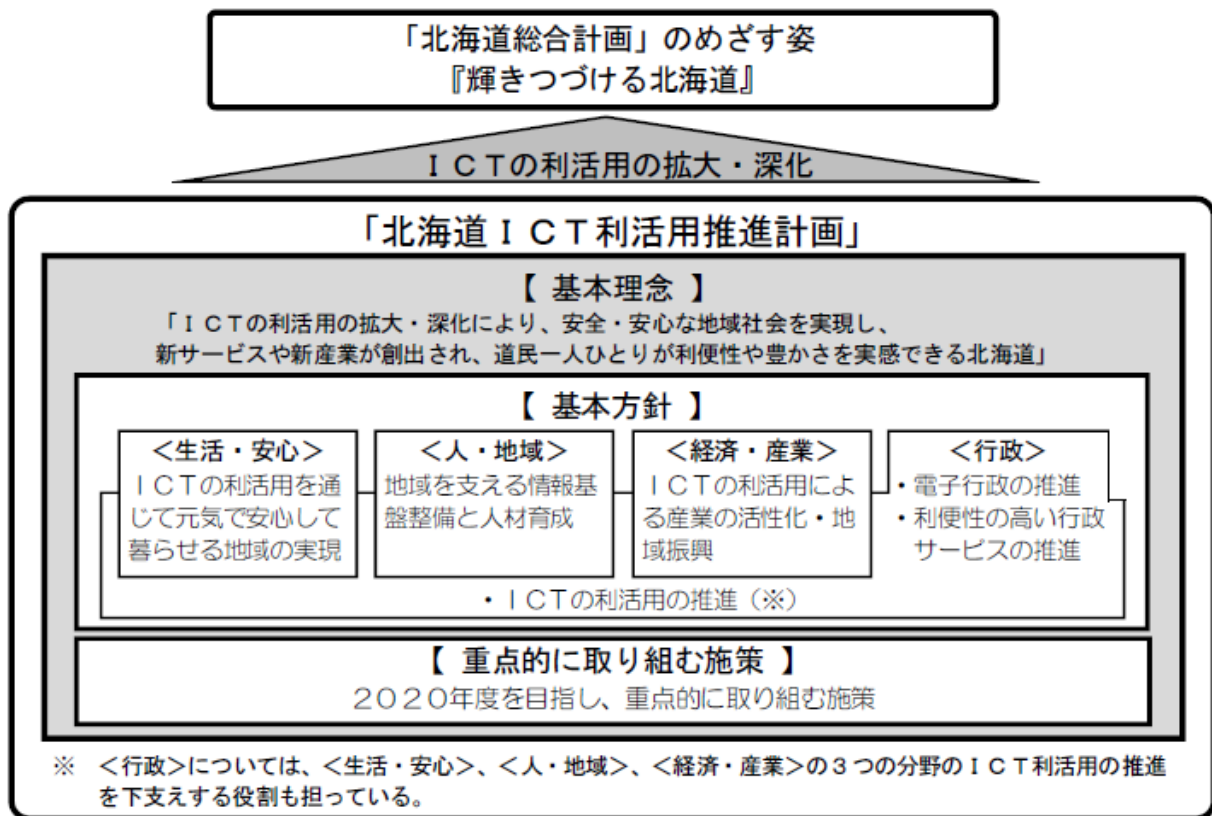 「北海道総合計画」のめざす姿
『輝きつづける北海道』
ＩＣＴの利活用の拡大・深化
「北海道ＩＣＴ利活用推進計画」
【 基本理念 】
「ＩＣＴの利活用の拡大・深化により、安全・安心な地域社会を実現し、
新サービスや新産業が創出され、道民一人ひとりが利便性や豊かさを実感できる北海道」
【 基本方針 】
＜生活・安心＞
ＩＣＴの利活用を通
じて元気で安心して
暮らせる地域の実現
＜人・地域＞
地域を支える情報基
盤整備と人材育成
＜経済・産業＞
ＩＣＴの利活用によ
る産業の活性化・地
域振興
＜行政＞
・電子行政の推進
・利便性の高い行政
サービスの推進
・ＩＣＴの利活用の推進（※）
【 重点的に取り組む施策 】
２０２０年度を目指し、重点的に取り組む施策
※ ＜行政＞については、＜生活・安心＞、＜人・地域＞、＜経済・産業＞の３つの分野のＩＣＴ利活用の推進
を下支えする役割も担っている。